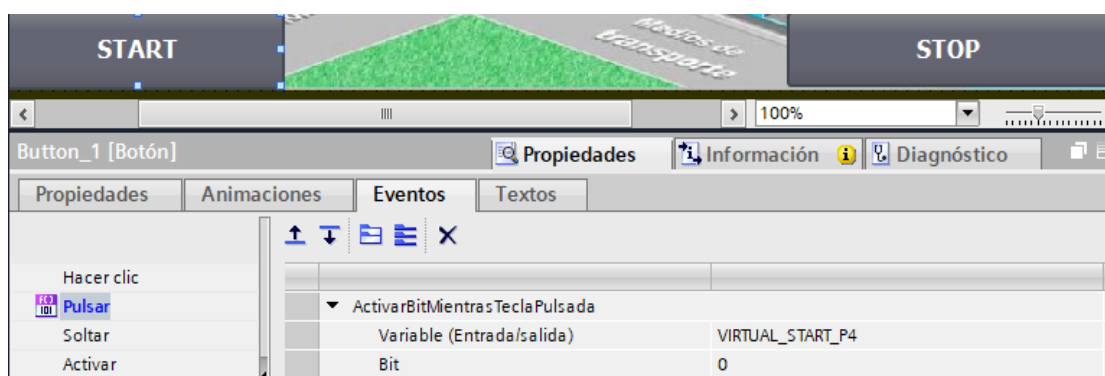 START
Medios de
transporte
STOP
100%
Button_1 [Botón]
Propiedades
Información
Diagnóstico
Propiedades
Animaciones
Eventos
Textos
Hacer clic
Pulsar
Soltar
Activar
ActivarBitMientrasTeclaPulsada
Variable (Entrada/salida)
VIRTUAL_START_P4
Bit
0